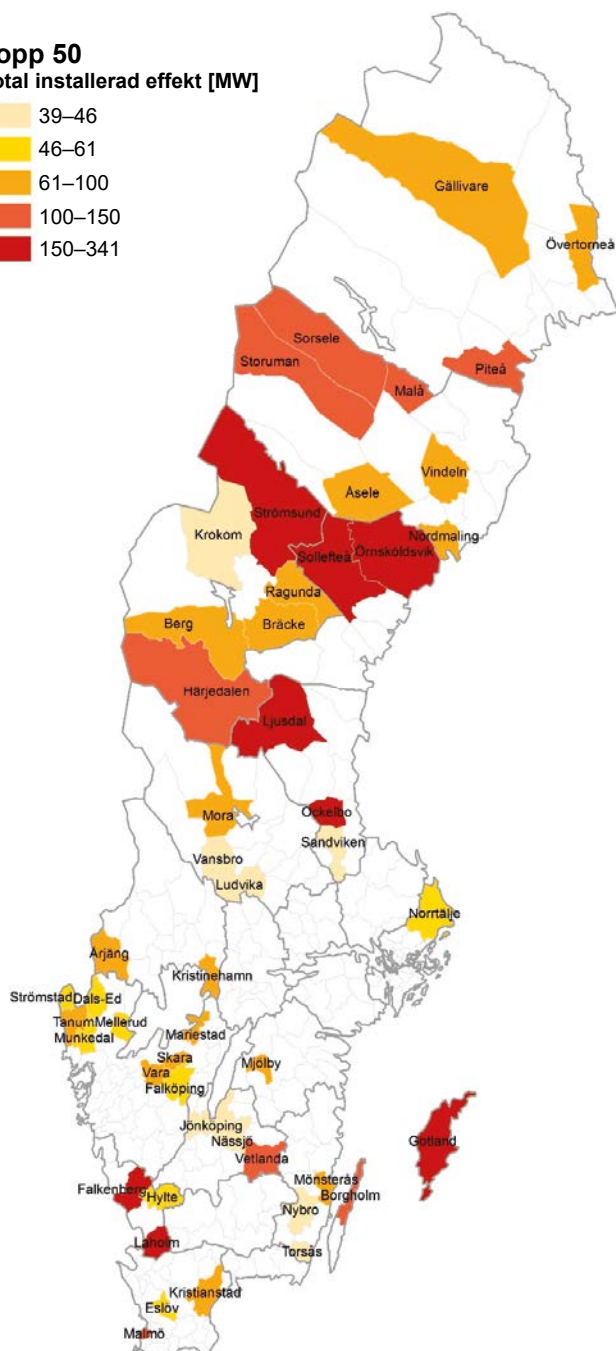 opp 50
otal installerad effekt [MW]
39–46
46–61
61–100
100–150
150–341
Gällivare
Övertorneå
Sorsele
Storuman
Malå
Piteå
Vindeln
Åsele
Strömsund
Krokom
Nordmaling
Örnsköldsvik
Sollefteå
Ragunda
Berg
Bräcke
Härjedalen
Ljusdal
Mora
Ockelbo
Sandviken
Vansbro
Ludvika
Norrtälje
Årjäng
Kristinehamn
Strömstad
Dals-Ed
Tanum
Mellerud
Munkedal
Mariestad
Skara
Vara
Mjölby
Falköping
Jönköping
Nässjö
Vetlanda
Gotland
Falkenberg
Hylte
Mönsterås
Borgholm
Nybro
Laholm
Torsås
Kristianstad
Eslöv
Malmö